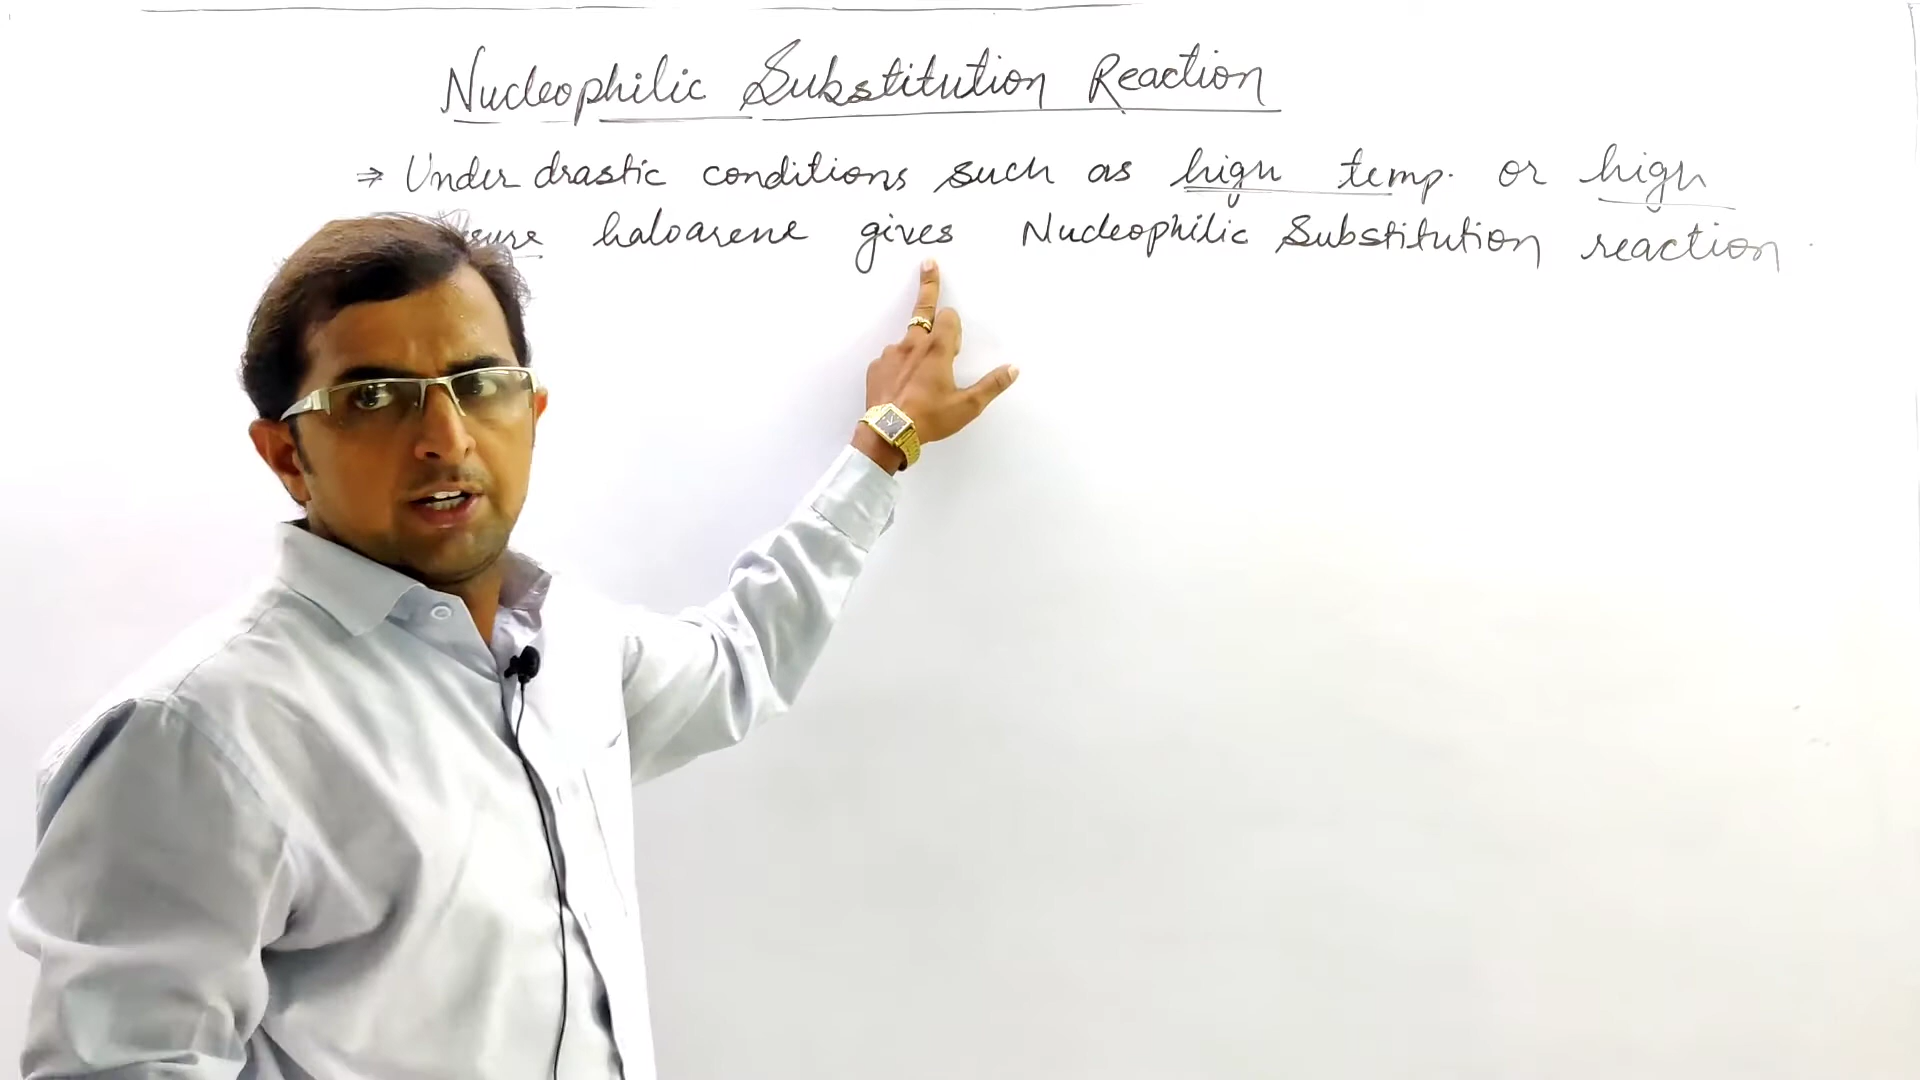 Nucleophilic Substitution Reaction
⇒ Under drastic conditions such as high temp. or high
haloarene gives Nucleophilic Substitution reaction.